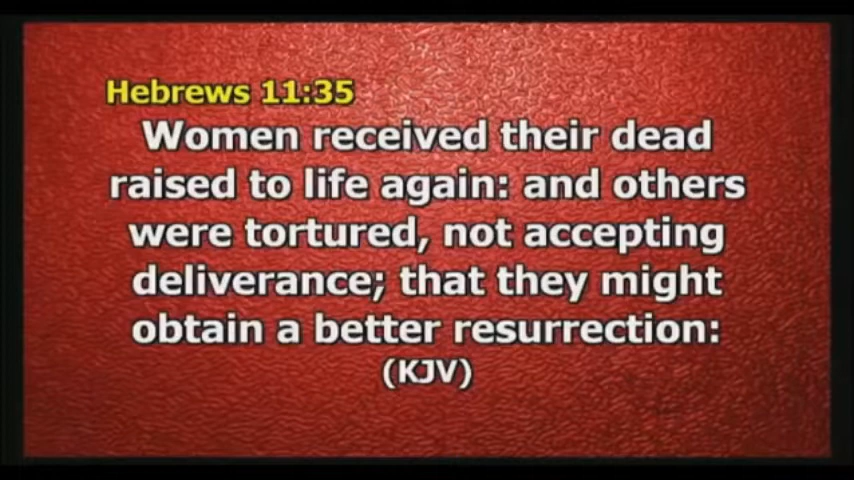 Hebrews 11:35
Women received their dead
raised to life again: and others
were tortured, not accepting
deliverance; that they might
obtain a better resurrection:
(KJV)